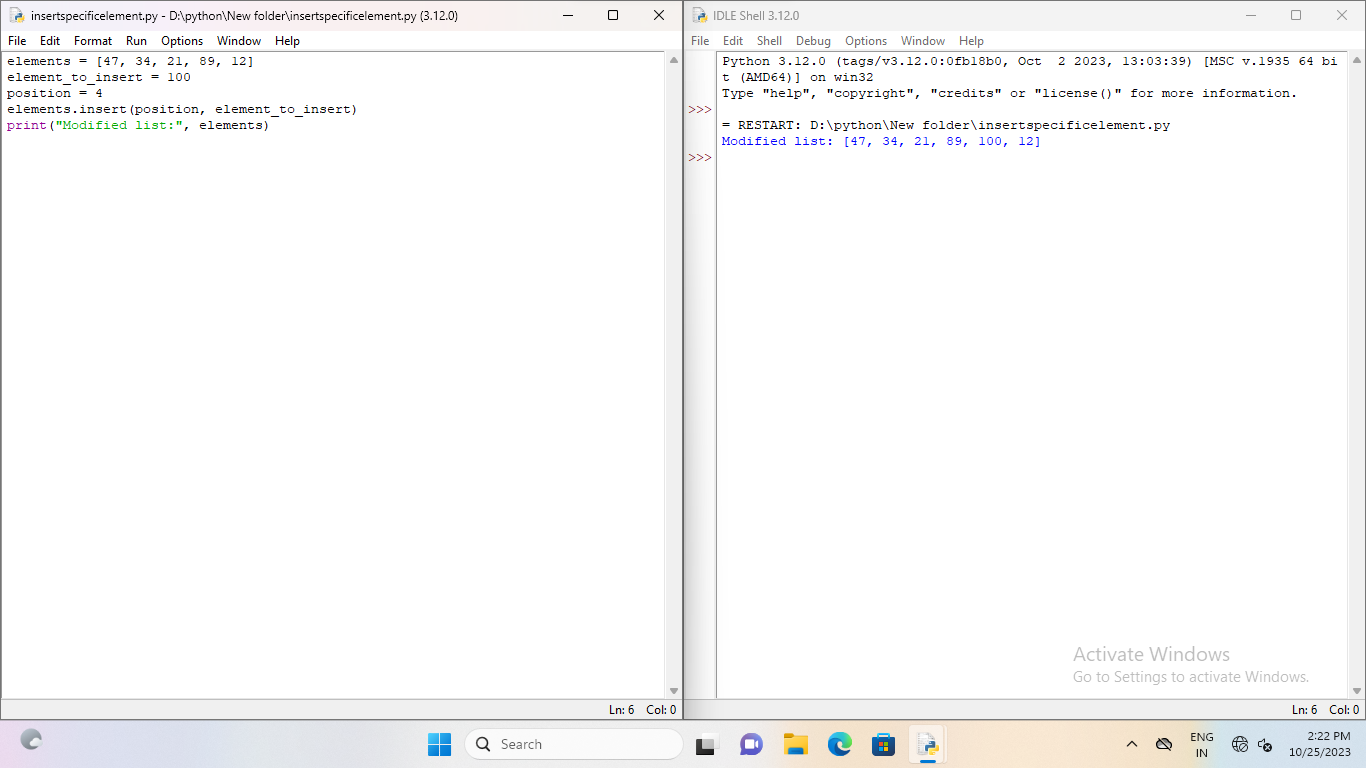 insertspecificelement.py - D:\python\New folder\insertspecificelement.py (3.12.0)
File Edit Format Run Options Window Help
elements = [47, 34, 21, 89, 12]
element_to_insert = 100
position = 4
elements.insert(position, element_to_insert)
print("Modified list:", elements)
Ln: 6 Col: 0
IDLE Shell 3.12.0
File Edit Shell Debug Options Window Help
Python 3.12.0 (tags/v3.12.0:0fb18b0, Oct  2 2023, 13:03:39) [MSC v.1935 64 bi
t (AMD64)] on win32
Type "help", "copyright", "credits" or "license()" for more information.
>>>
= RESTART: D:\python\New folder\insertspecificelement.py
Modified list: [47, 34, 21, 89, 100, 12]
>>>
Activate Windows
Go to Settings to activate Windows.
Ln: 6 Col: 0
Search
ENG
IN
2:22 PM
10/25/2023